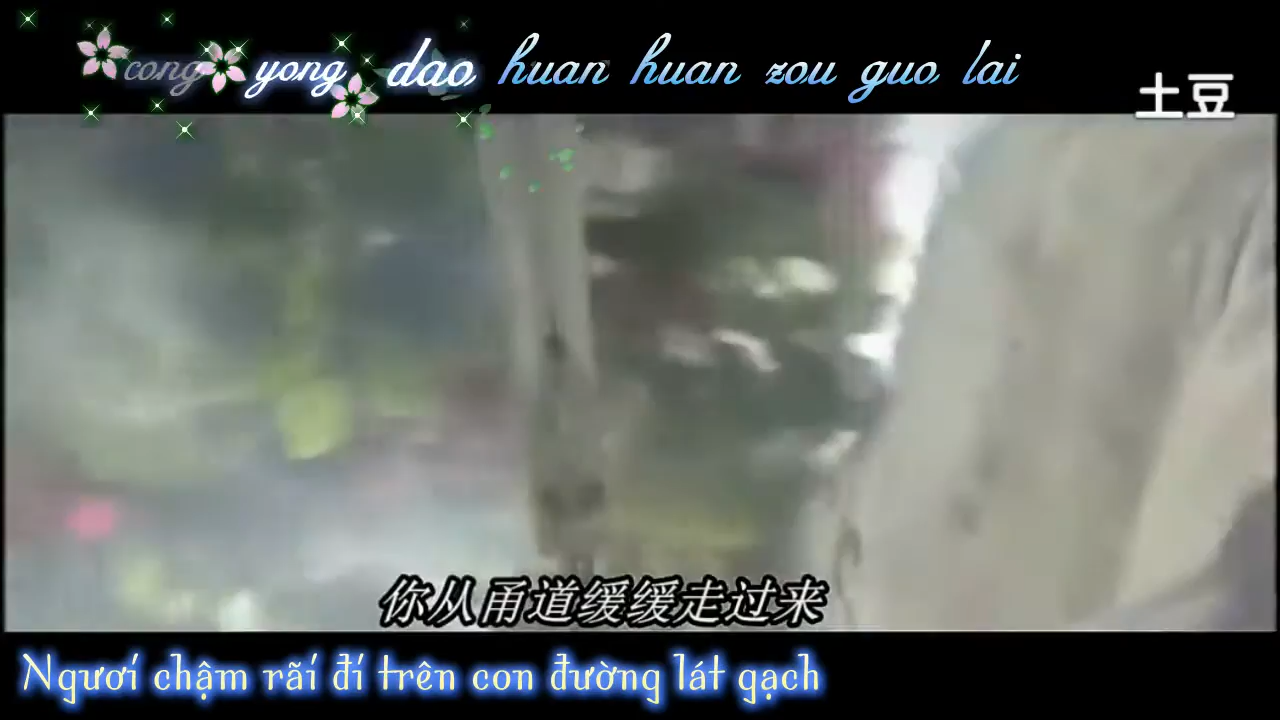 cong yong dao huan huan zou guo lai
土豆
你从甬道缓缓走过来
Ngươi chậm rãi đi trên con đường lát gạch